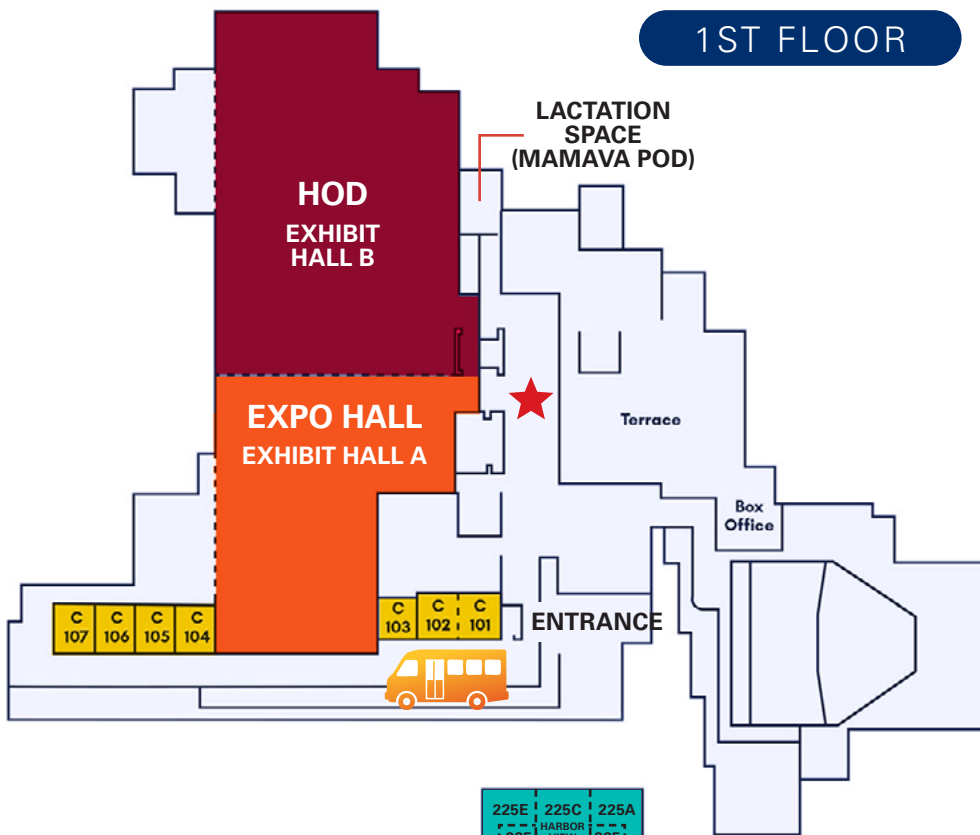 1ST FLOOR
LACTATION
SPACE
(MAMAVA POD)
HOD
EXHIBIT
HALL B
EXPO HALL
EXHIBIT HALL A
Terrace
Box
Office
C
107
C
106
C
105
C
104
C
103
C
102
C
101
ENTRANCE
225E
225C
225A
HARBOR